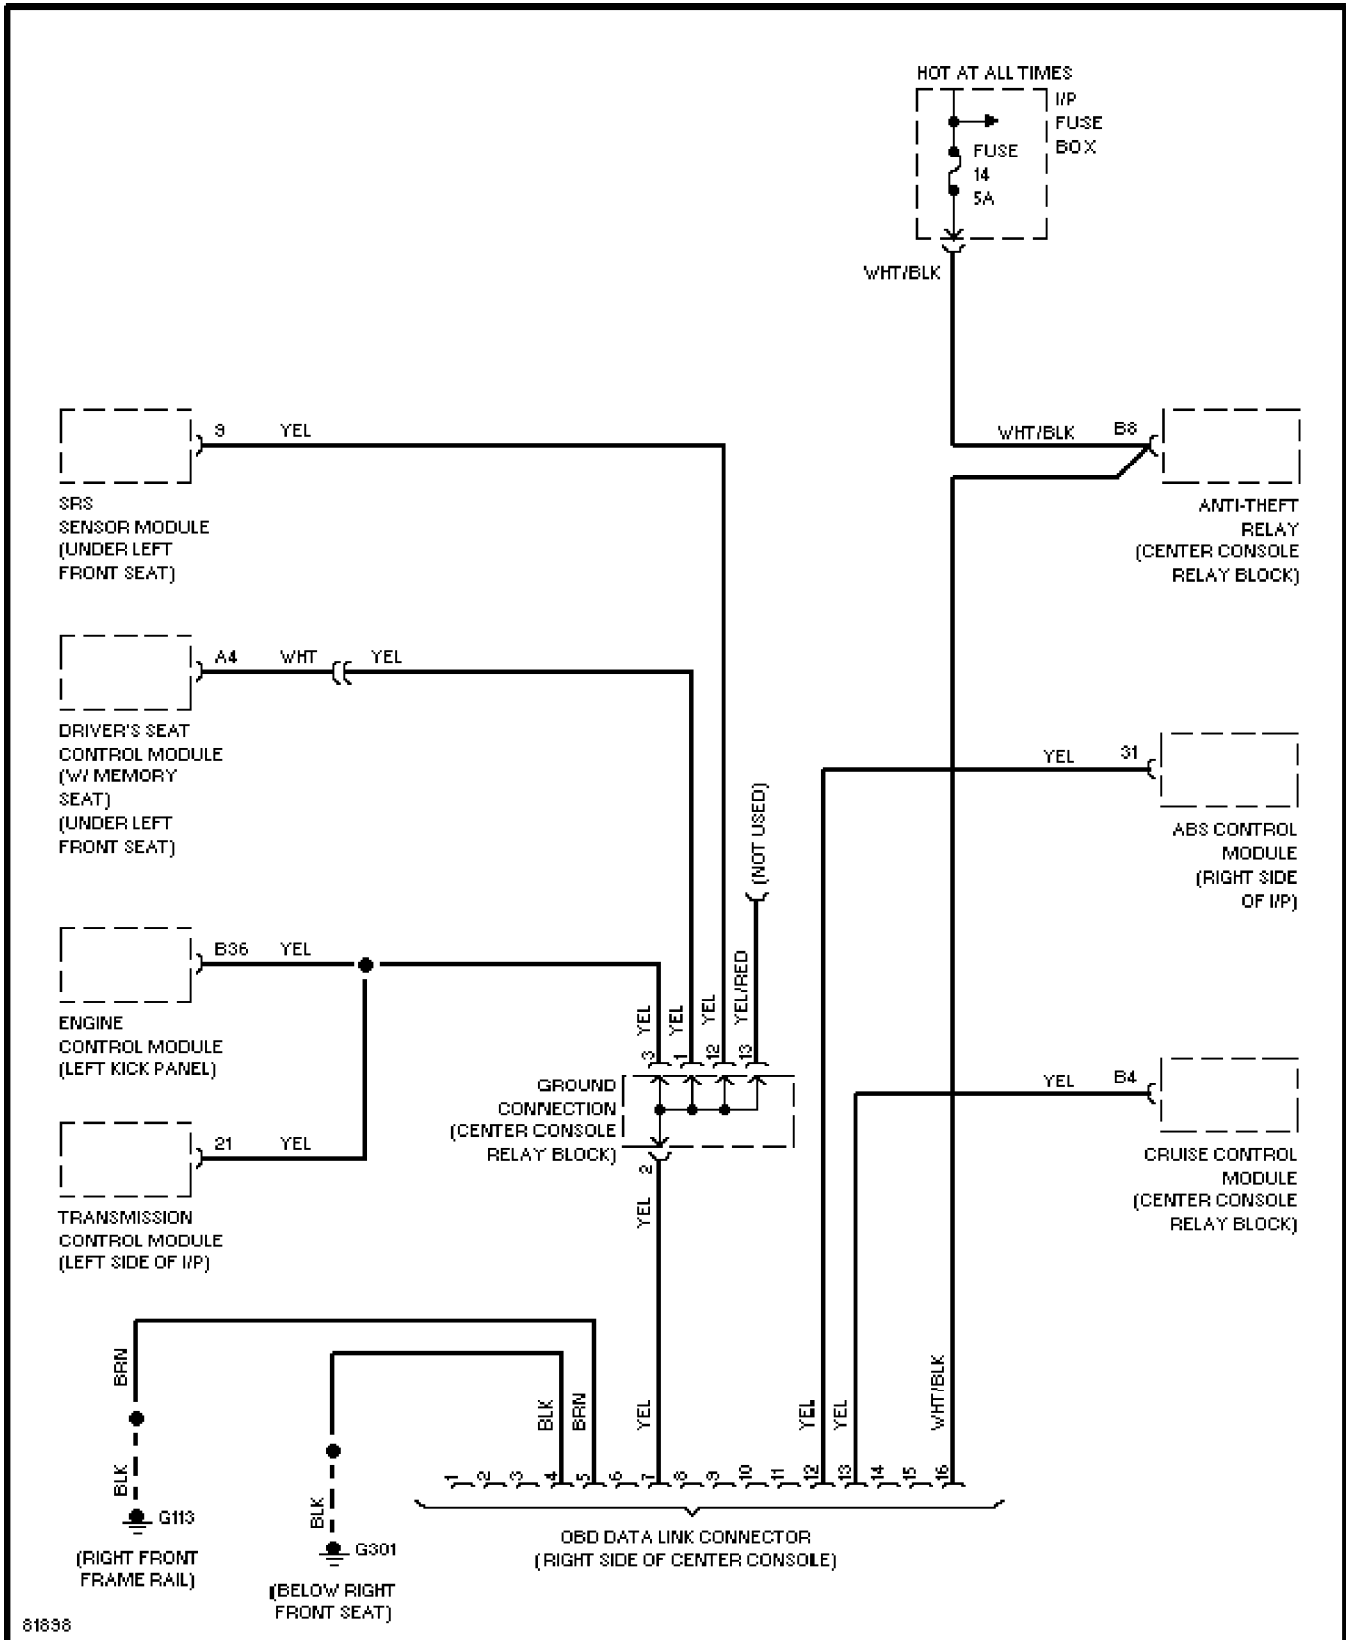 HOT AT ALL TIMES
I/P
FUSE
BOX
FUSE
14
5A
WHT/BLK
9 YEL
WHT/BLK B8
SRS
SENSOR MODULE
(UNDER LEFT
FRONT SEAT)
ANTI-THEFT
RELAY
(CENTER CONSOLE
RELAY BLOCK)
A4 WHT YEL
DRIVER'S SEAT
CONTROL MODULE
(W/ MEMORY
SEAT)
(UNDER LEFT
FRONT SEAT)
YEL 31
ABS CONTROL
MODULE
(RIGHT SIDE
OF I/P)
(NOT USED)
B36 YEL
ENGINE
CONTROL MODULE
(LEFT KICK PANEL)
YEL YEL YEL YEL/RED
3 1 12 13
GROUND
CONNECTION
(CENTER CONSOLE
RELAY BLOCK)
2
YEL
YEL B4
CRUISE CONTROL
MODULE
(CENTER CONSOLE
RELAY BLOCK)
21 YEL
TRANSMISSION
CONTROL MODULE
(LEFT SIDE OF I/P)
BRN
BLK
G113
(RIGHT FRONT
FRAME RAIL)
BLK
G301
(BELOW RIGHT
FRONT SEAT)
BLK BRN YEL YEL YEL WHT/BLK
1 2 3 4 5 6 7 8 9 10 11 12 13 14 15 16
OBD DATA LINK CONNECTOR
(RIGHT SIDE OF CENTER CONSOLE)
81898